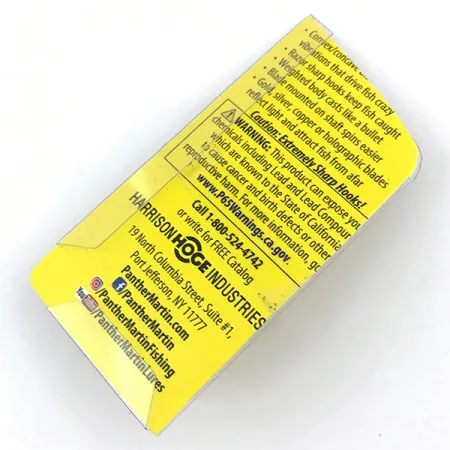 • Convex/concave
vibrations that drive fish crazy
• Razor sharp hooks keep fish caught
• Weighted body casts like a bullet
• Blade mounted on shaft spins easier
• Gold, silver, copper or holographic blades
reflect light and attract fish from afar
Caution: Extremely Sharp Hooks!
WARNING: This product can expose you
chemicals including Lead and Lead Compoun
which are known to the State of California
to cause cancer and birth defects or other
reproductive harm. For more information, go
www.P65Warnings.ca.gov.
Call 1-800-524-4742
or write for FREE Catalog
HARRISON HOGE INDUSTRIES
19 North Columbia Street, Suite #1,
Port Jefferson, NY 11777
PantherMartin.com
f/PantherMartin
/PantherMartinFishing
You /PantherMartinLures